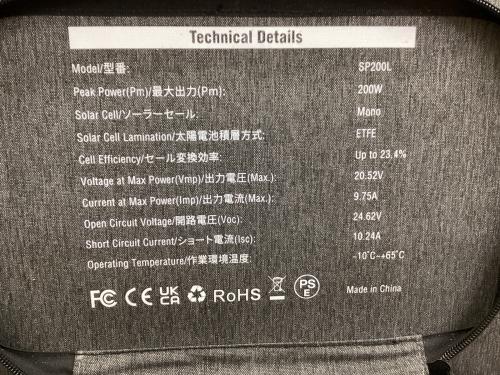 Technical Details
Model/型番: SP200L
Peak Power(Pm)/最大出力(Pm): 200W
Solar Cell/ソーラーセール: Mono
Solar Cell Lamination/太陽電池積層方式: ETFE
Cell Efficiency/セール変換効率: Up to 23.4%
Voltage at Max Power(Vmp)/出力電圧(Max.): 20.52V
Current at Max Power(Imp)/出力電流(Max.): 9.75A
Open Circuit Voltage/開路電圧(Voc): 24.62V
Short Circuit Current/ショート電流(Isc): 10.24A
Operating Temperature/作業環境温度: -10°C~+65°C
FC CE UK CA RoHS PS E Made in China